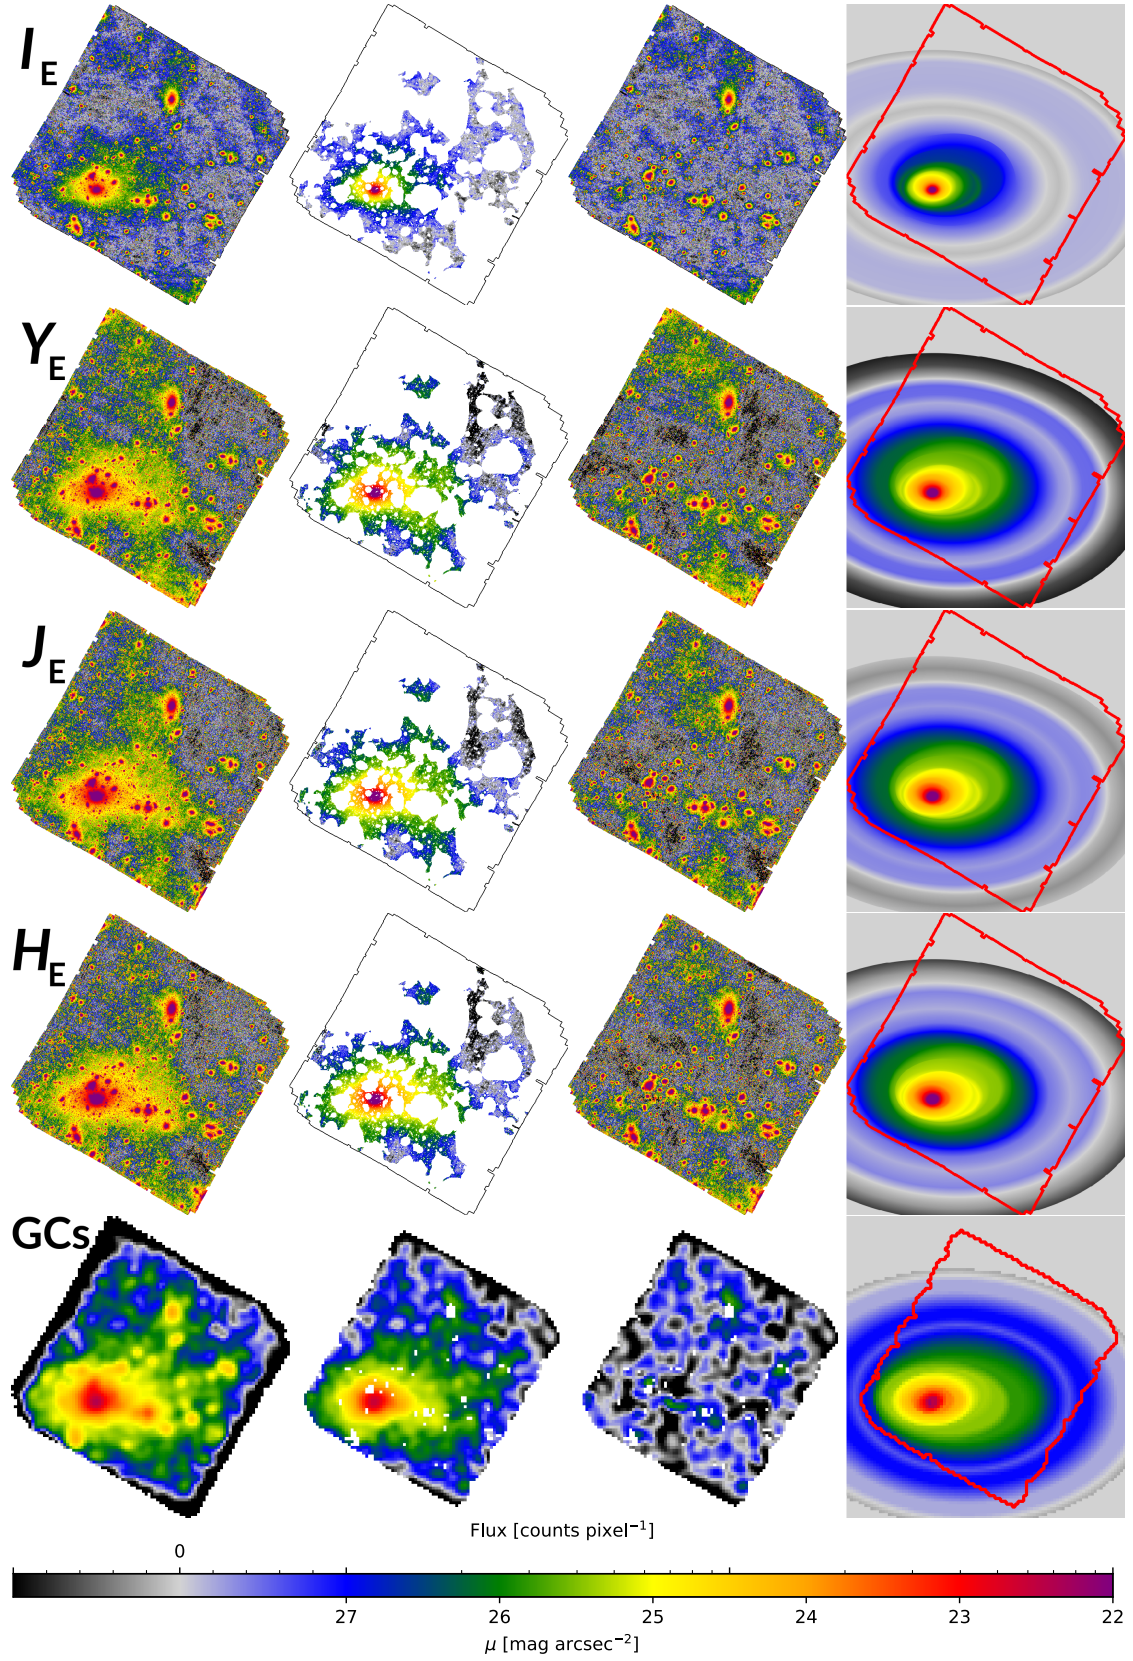 I_E
Y_E
J_E
H_E
GCs
Flux [counts pixel⁻¹]
0
27 26 25 24 23 22
μ [mag arcsec⁻²]